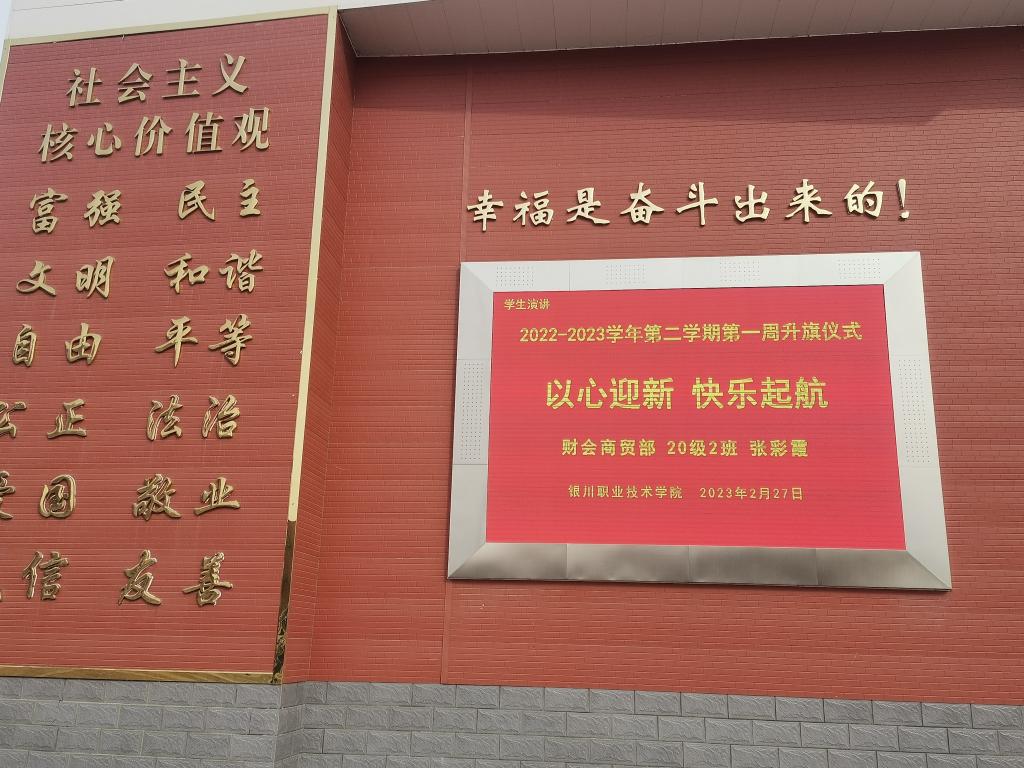 社会主义
核心价值观
富强 民主
文明 和谐
自由 平等
公正 法治
爱国 敬业
信 友善
幸福是奋斗出来的!
学生演讲
2022-2023学年第二学期第一周升旗仪式
以心迎新 快乐起航
财会商贸部 20级2班 张彩霞
银川职业技术学院 2023年2月27日